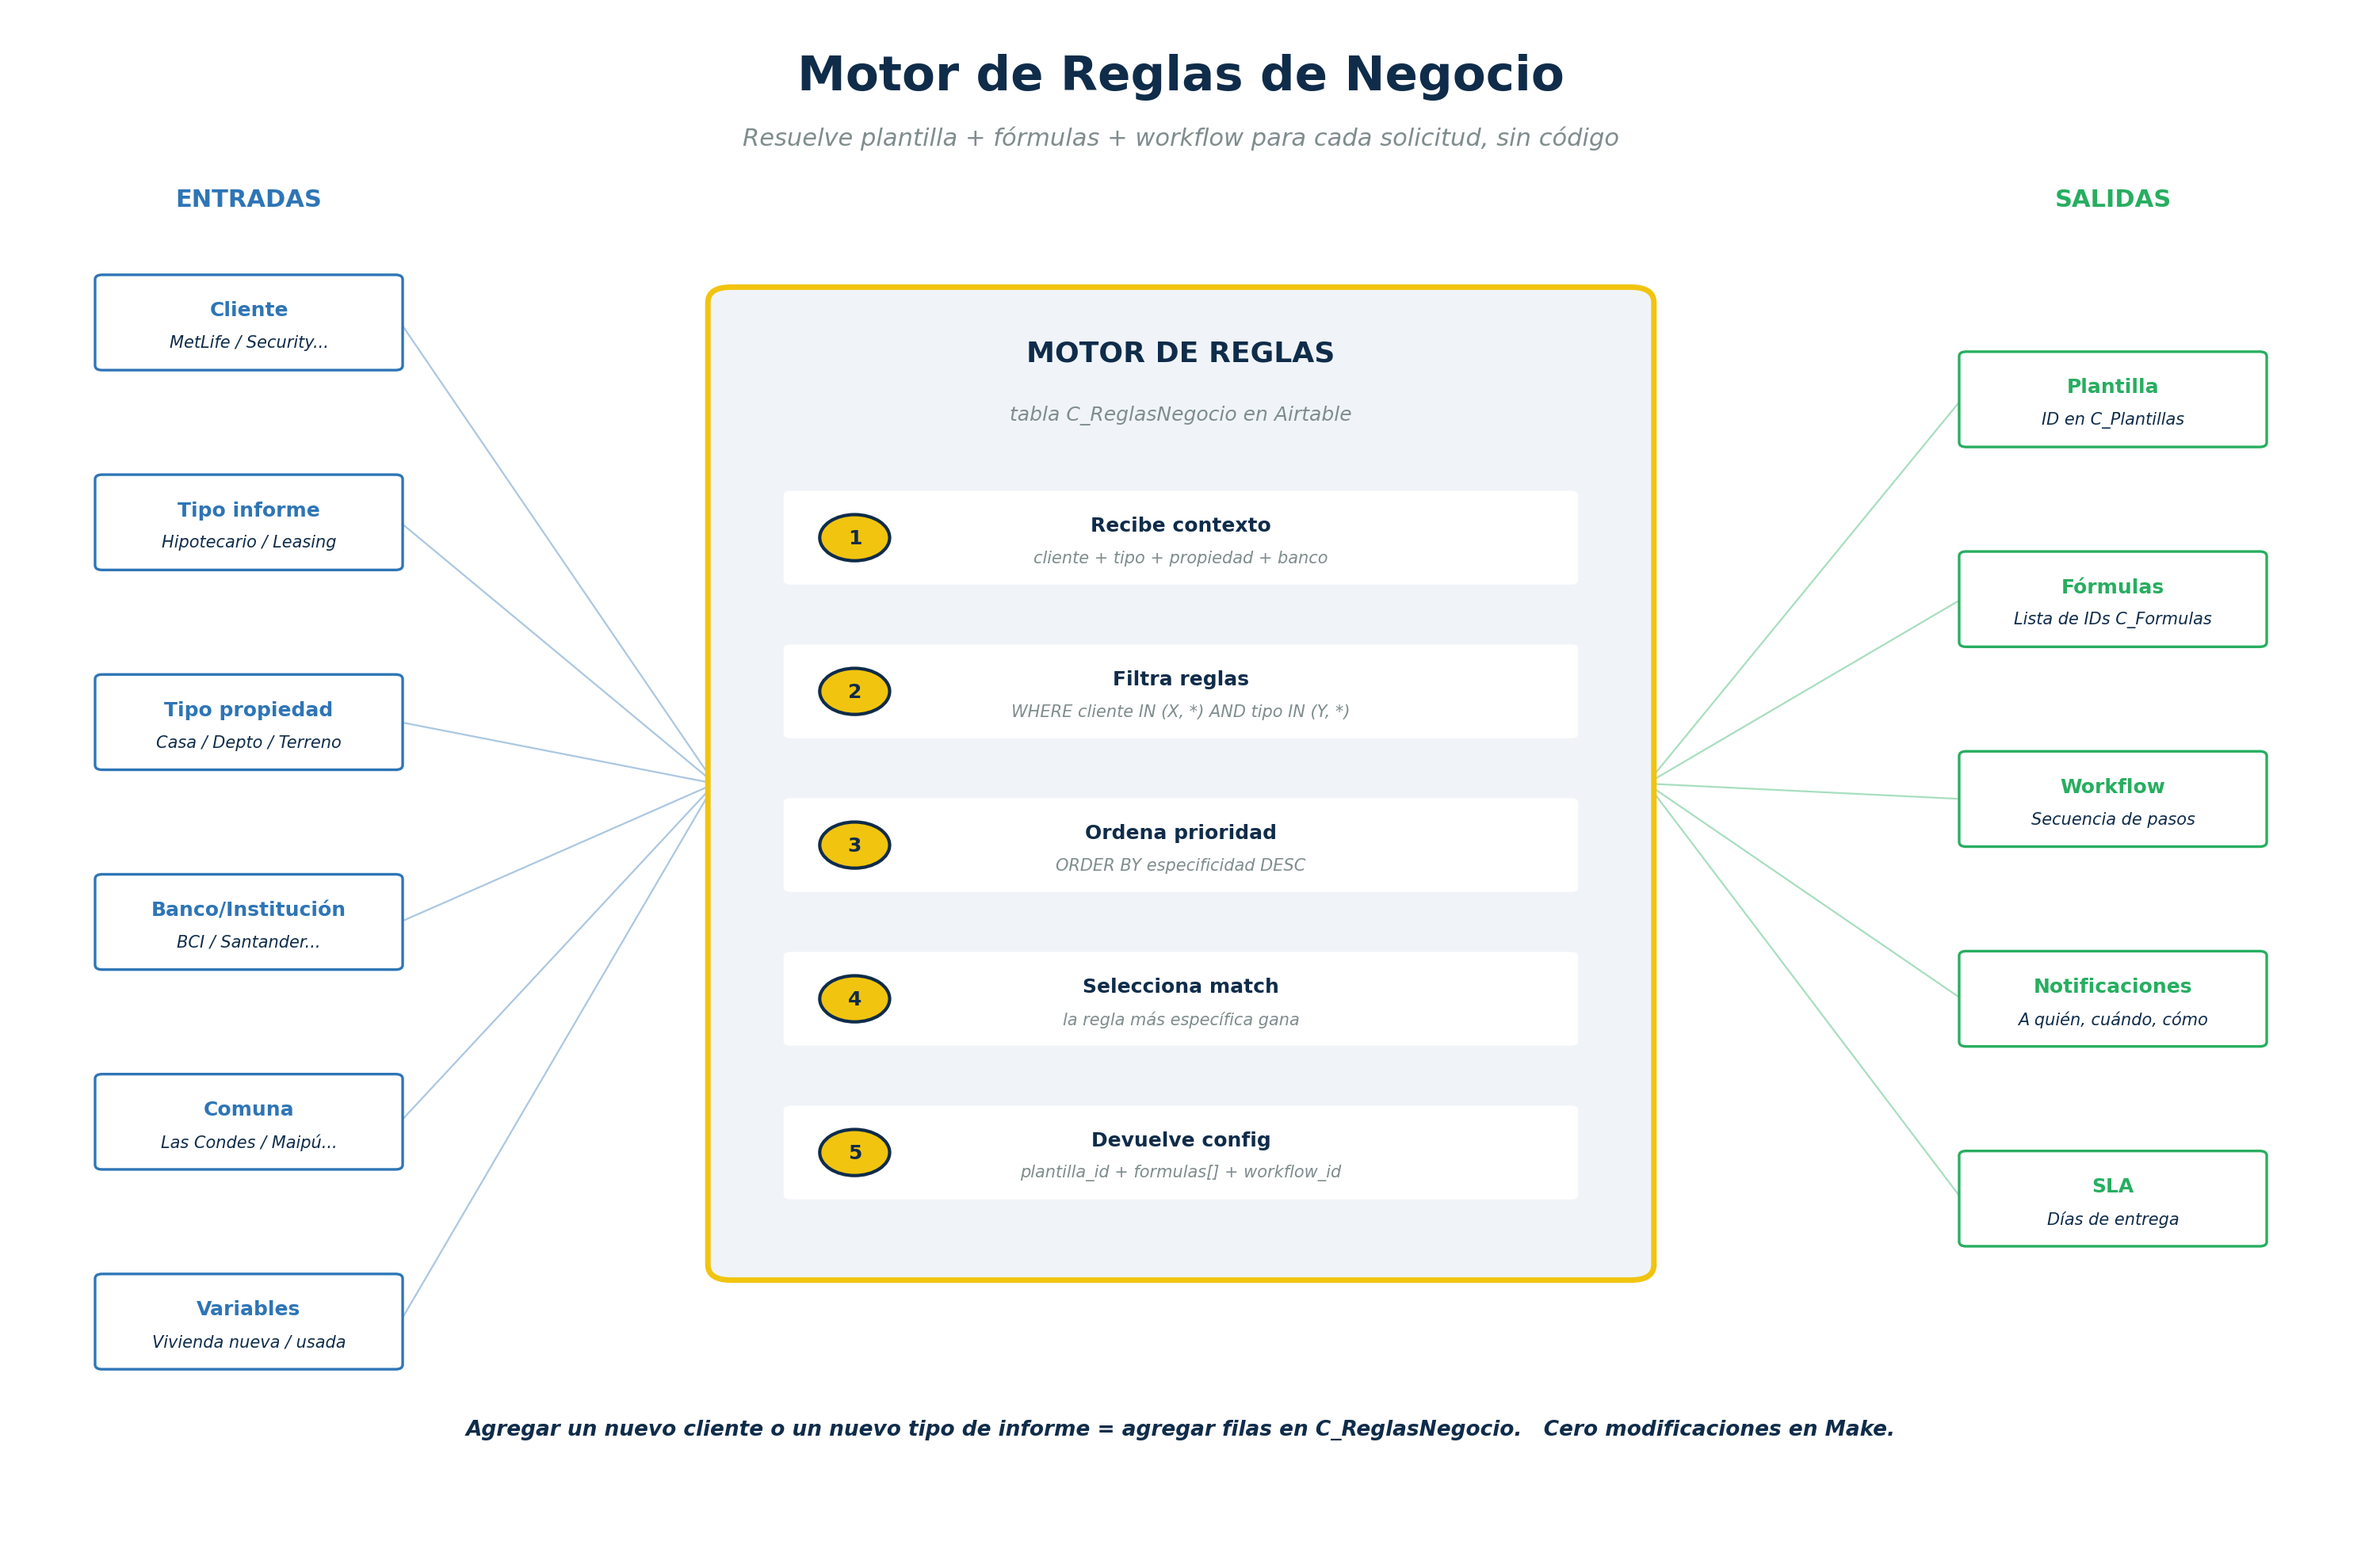 Motor de Reglas de Negocio
Resuelve plantilla + fórmulas + workflow para cada solicitud, sin código
ENTRADAS
Cliente
MetLife / Security...
Tipo informe
Hipotecario / Leasing
Tipo propiedad
Casa / Depto / Terreno
Banco/Institución
BCI / Santander...
Comuna
Las Condes / Maipú...
Variables
Vivienda nueva / usada
MOTOR DE REGLAS
tabla C_ReglasNegocio en Airtable
1
Recibe contexto
cliente + tipo + propiedad + banco
2
Filtra reglas
WHERE cliente IN (X, *) AND tipo IN (Y, *)
3
Ordena prioridad
ORDER BY especificidad DESC
4
Selecciona match
la regla más específica gana
5
Devuelve config
plantilla_id + formulas[] + workflow_id
SALIDAS
Plantilla
ID en C_Plantillas
Fórmulas
Lista de IDs C_Formulas
Workflow
Secuencia de pasos
Notificaciones
A quién, cuándo, cómo
SLA
Días de entrega
Agregar un nuevo cliente o un nuevo tipo de informe = agregar filas en C_ReglasNegocio.   Cero modificaciones en Make.